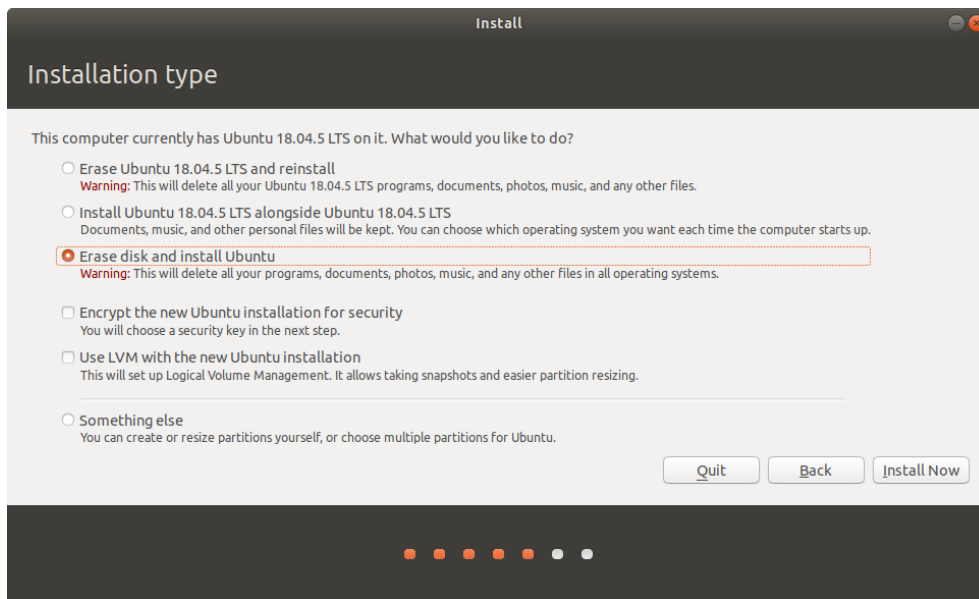 Install
Installation type
This computer currently has Ubuntu 18.04.5 LTS on it. What would you like to do?
Erase Ubuntu 18.04.5 LTS and reinstall
Warning: This will delete all your Ubuntu 18.04.5 LTS programs, documents, photos, music, and any other files.
Install Ubuntu 18.04.5 LTS alongside Ubuntu 18.04.5 LTS
Documents, music, and other personal files will be kept. You can choose which operating system you want each time the computer starts up.
Erase disk and install Ubuntu
Warning: This will delete all your programs, documents, photos, music, and any other files in all operating systems.
Encrypt the new Ubuntu installation for security
You will choose a security key in the next step.
Use LVM with the new Ubuntu installation
This will set up Logical Volume Management. It allows taking snapshots and easier partition resizing.
Something else
You can create or resize partitions yourself, or choose multiple partitions for Ubuntu.
Quit Back Install Now